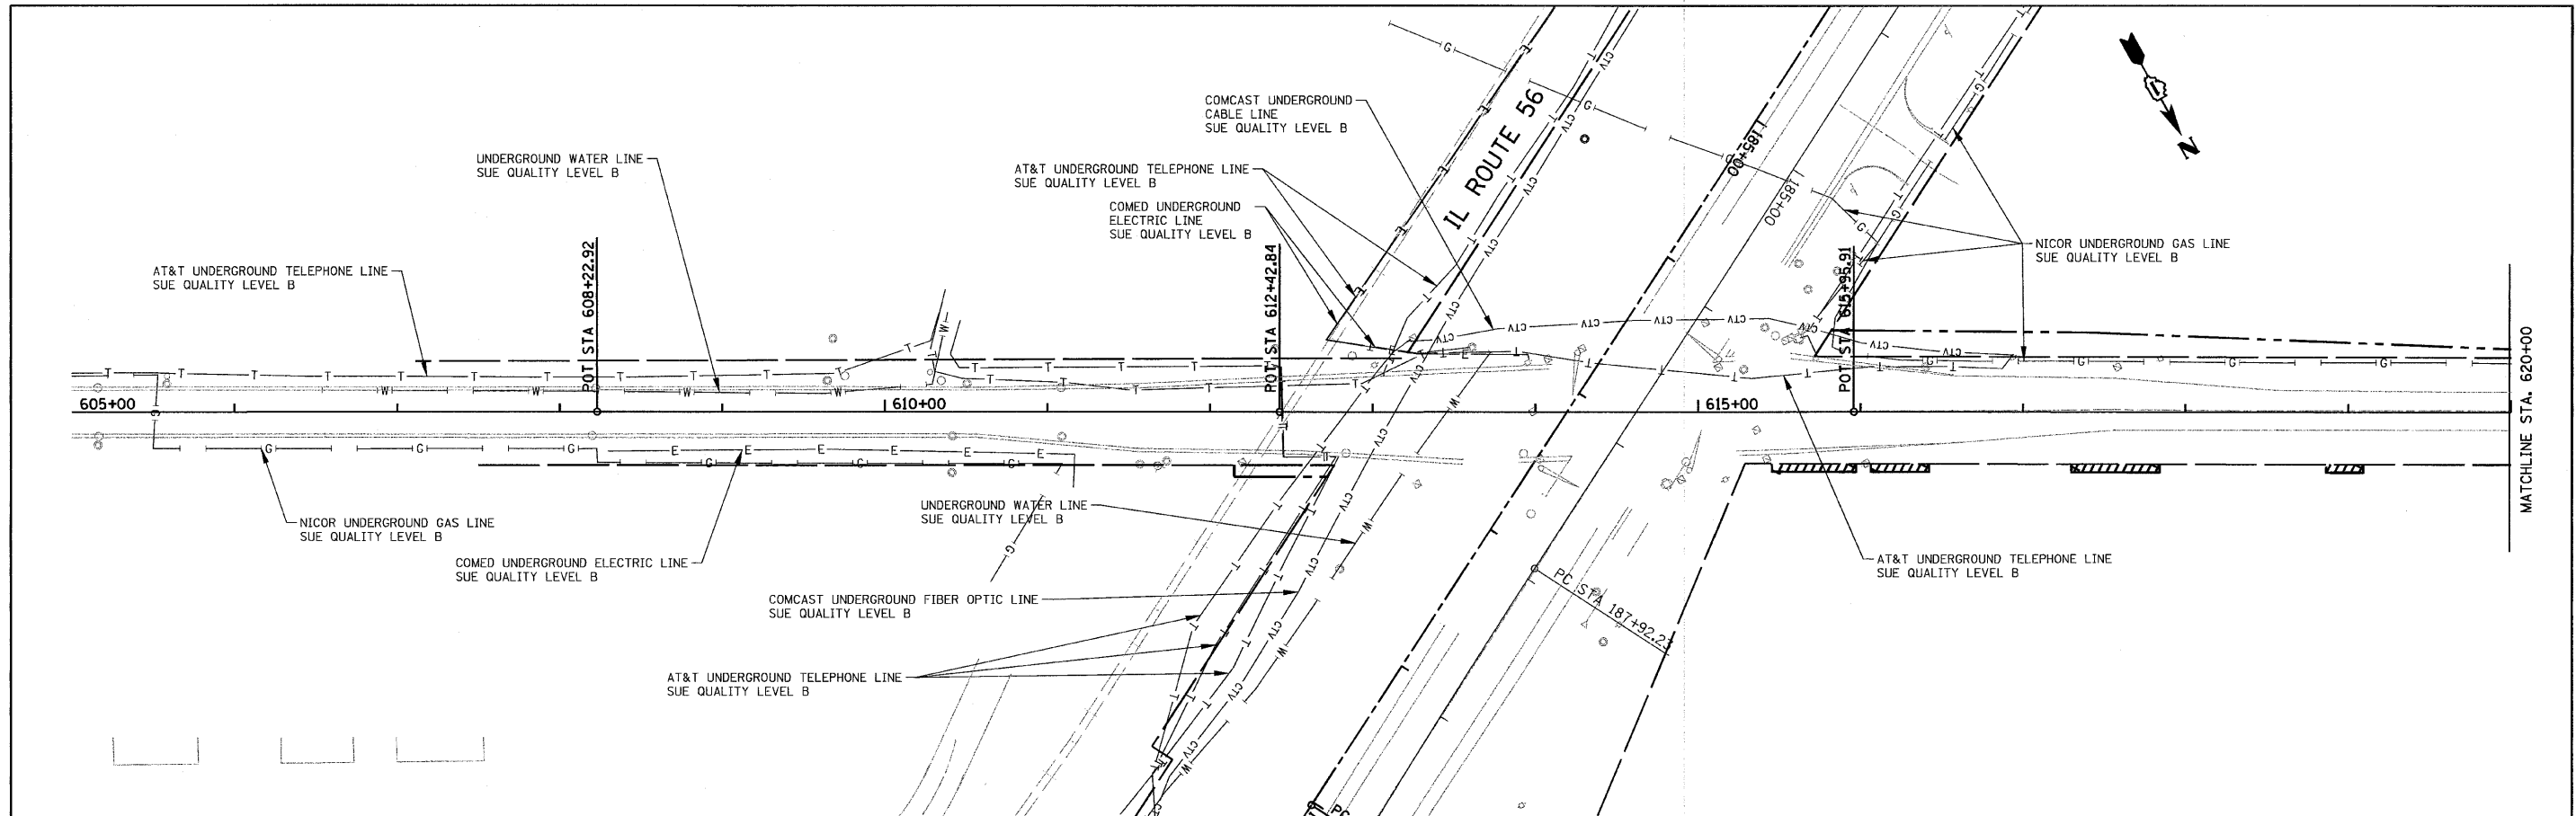 COMCAST UNDERGROUND
CABLE LINE
SUE QUALITY LEVEL B
IL ROUTE 56
185+00
185+00
N
UNDERGROUND WATER LINE
SUE QUALITY LEVEL B
AT&T UNDERGROUND TELEPHONE LINE
SUE QUALITY LEVEL B
COMED UNDERGROUND
ELECTRIC LINE
SUE QUALITY LEVEL B
AT&T UNDERGROUND TELEPHONE LINE
SUE QUALITY LEVEL B
POT STA 608+22.92
POT STA 612+42.84
POT STA 615+95.91
NICOR UNDERGROUND GAS LINE
SUE QUALITY LEVEL B
605+00
610+00
615+00
MATCHLINE STA. 620+00
NICOR UNDERGROUND GAS LINE
SUE QUALITY LEVEL B
UNDERGROUND WATER LINE
SUE QUALITY LEVEL B
COMED UNDERGROUND ELECTRIC LINE
SUE QUALITY LEVEL B
AT&T UNDERGROUND TELEPHONE LINE
SUE QUALITY LEVEL B
COMCAST UNDERGROUND FIBER OPTIC LINE
SUE QUALITY LEVEL B
PC STA 187+92.23
AT&T UNDERGROUND TELEPHONE LINE
SUE QUALITY LEVEL B
PC